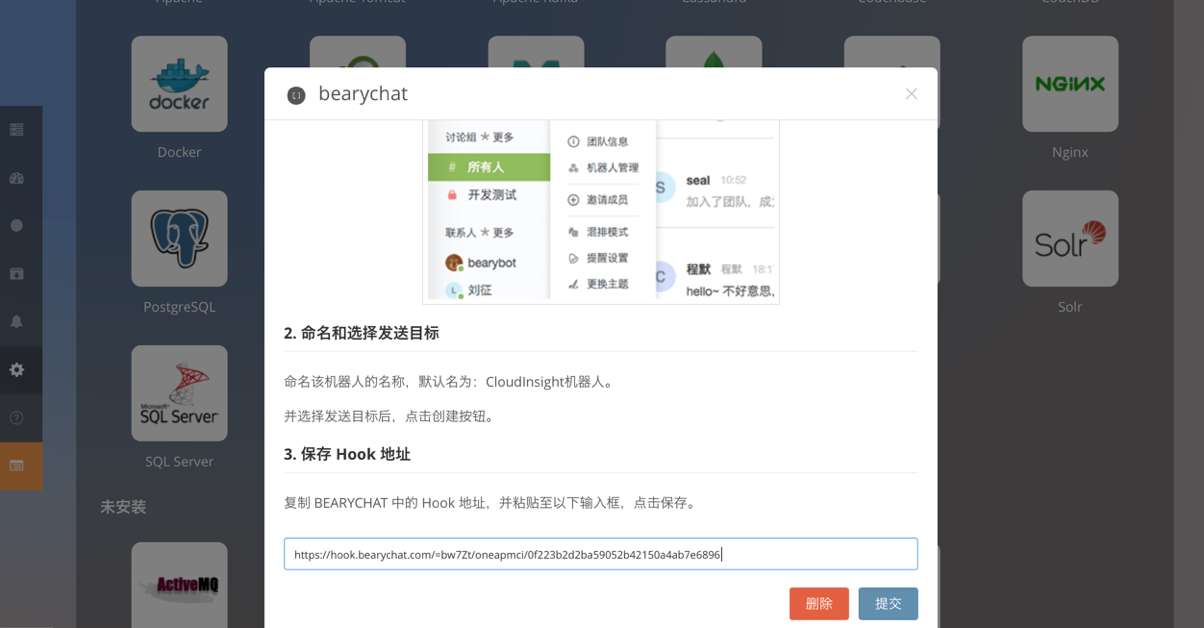 Apache
Apache Tomcat
Apache Kafka
Cassandra
Couchbase
CouchDB
docker
NGINX
Docker
Nginx
bearychat
讨论组 * 更多
# 所有人
开发测试
联系人 * 更多
bearybot
L 刘征
团队信息
机器人管理
邀请成员
混排模式
提醒设置
更换主题
S seal 10:52
加入了团队,成
C 程默 程默 18:1
hello~ 不好意思,
Solr
PostgreSQL
Solr
2. 命名和选择发送目标
命名该机器人的名称,默认名为:CloudInsight机器人。
并选择发送目标后,点击创建按钮。
Microsoft
SQL Server
SQL Server
3. 保存 Hook 地址
复制 BEARYCHAT 中的 Hook 地址,并粘贴至以下输入框,点击保存。
未安装
https://hook.bearychat.com/=bw7Zt/oneapmci/0f223b2d2ba59052b42150a4ab7e6896
ActiveMQ
删除
提交